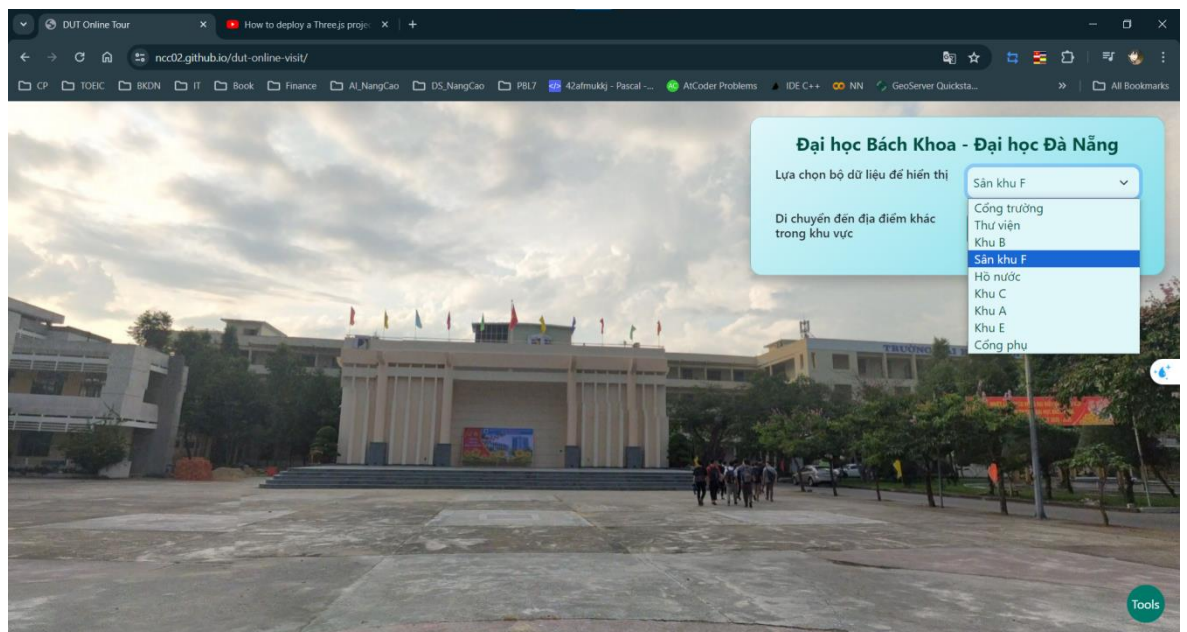 DUT Online Tour
How to deploy a Three.js projec
ncc02.github.io/dut-online-visit/
CP TOEIC BKDN IT Book Finance AI_NangCao DS_NangCao PBL7 42afmukkj - Pascal -... AtCoder Problems IDE C++ NN GeoServer Quicksta... All Bookmarks
Đại học Bách Khoa - Đại học Đà Nẵng
Lựa chọn bộ dữ liệu để hiển thị
Sân khu F
Di chuyển đến địa điểm khác
trong khu vực
Cổng trường
Thư viện
Khu B
Sân khu F
Hồ nước
Khu C
Khu A
Khu E
Cổng phụ
Tools